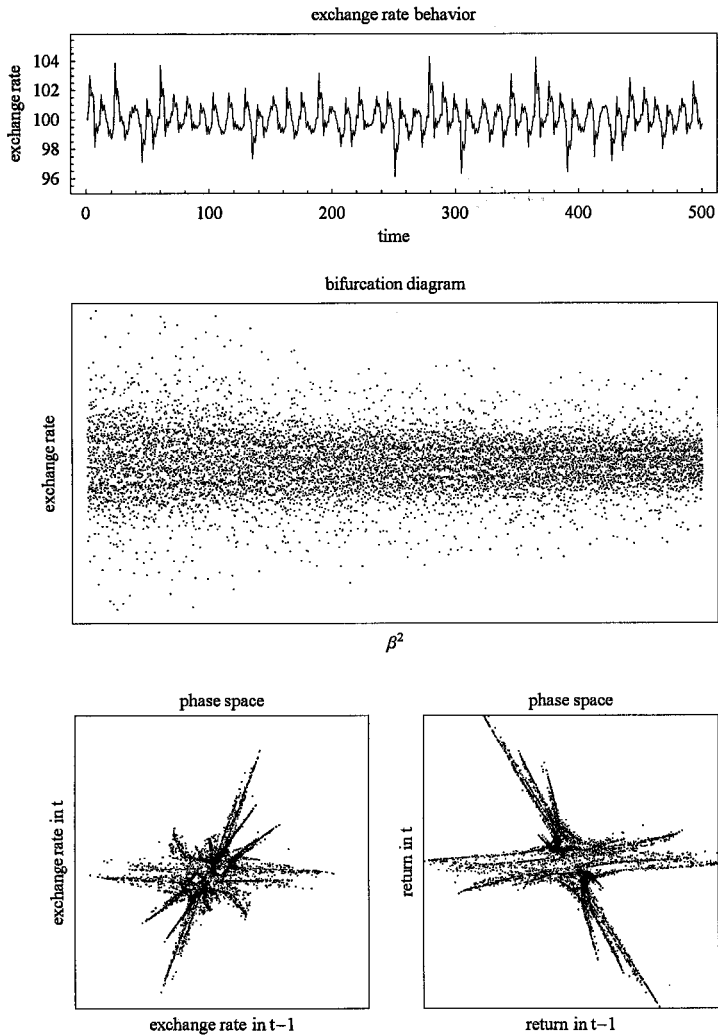 exchange rate behavior
exchange rate
104
102
100
98
96
0
100
200
300
400
500
time
bifurcation diagram
exchange rate
β²
phase space
exchange rate in t
exchange rate in t−1
phase space
return in t
return in t−1